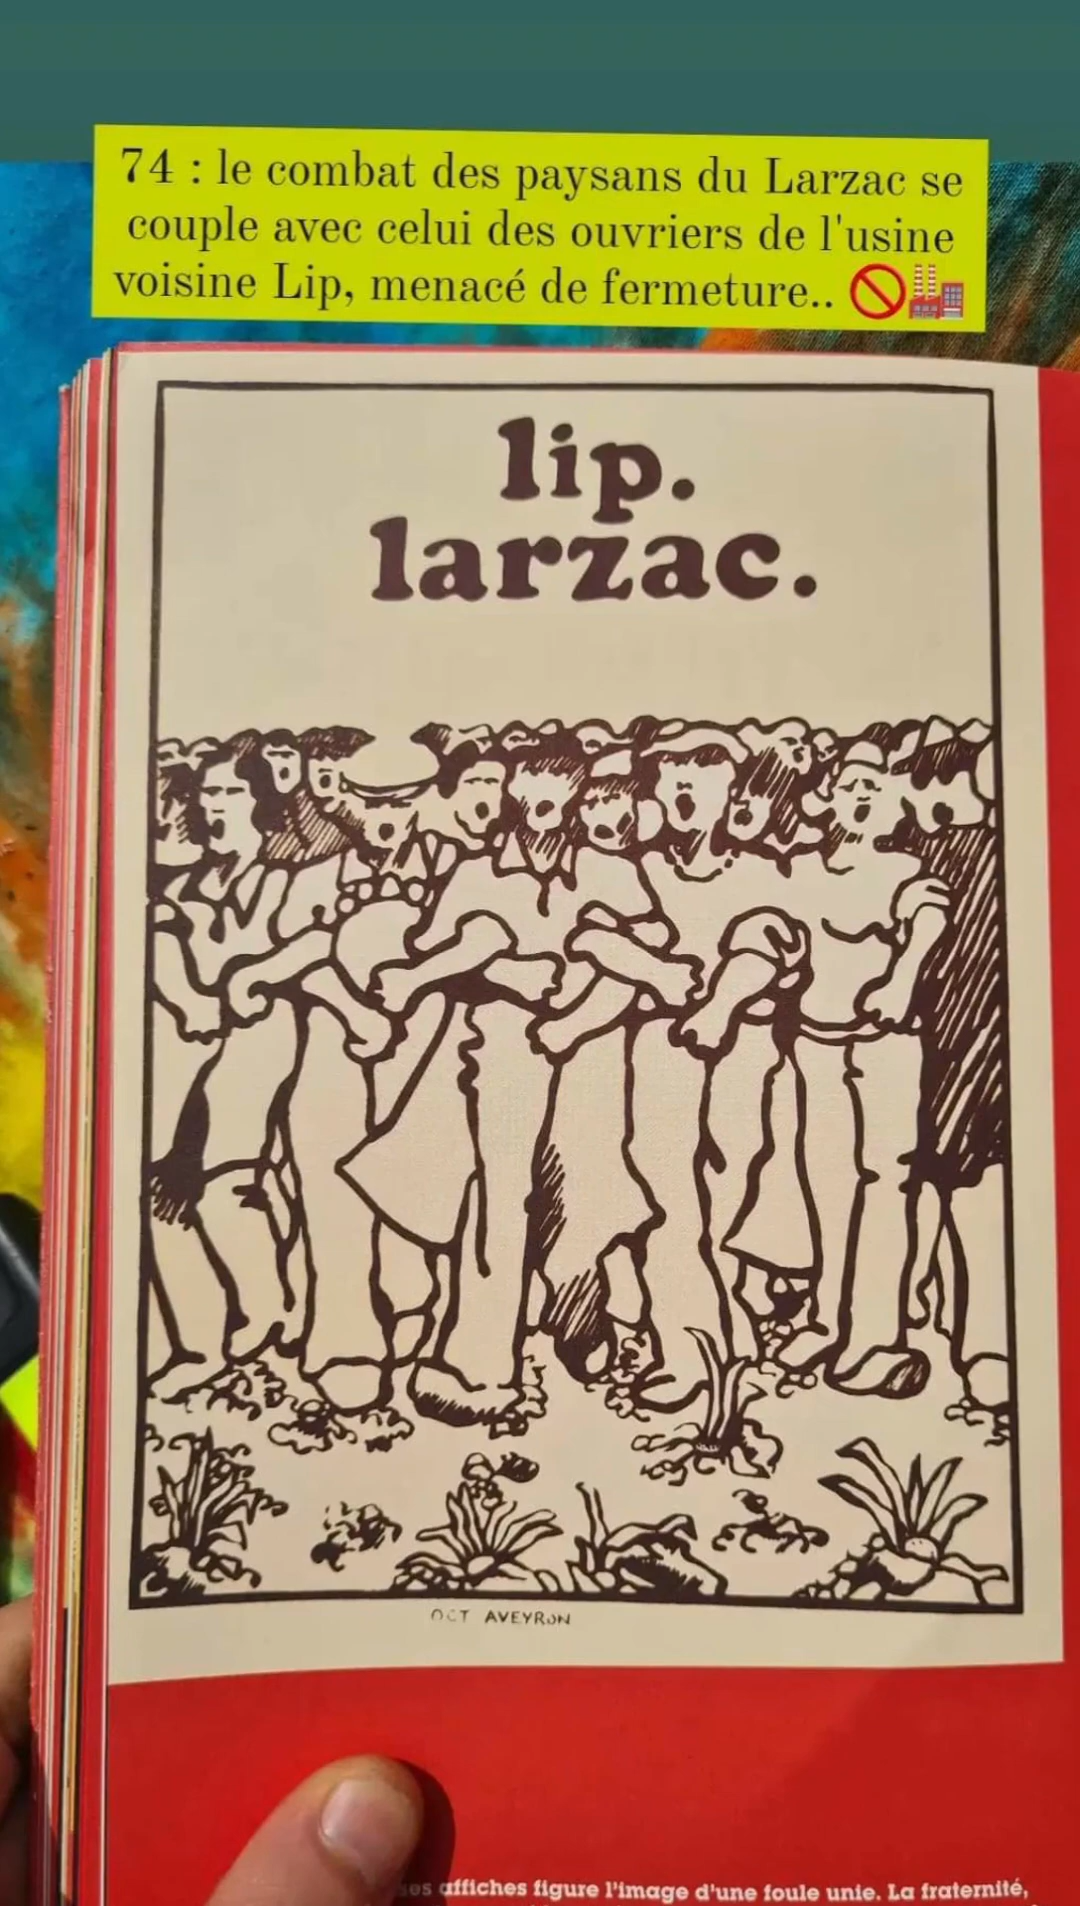 74 : le combat des paysans du Larzac se
couple avec celui des ouvriers de l'usine
voisine Lip, menacé de fermeture..
lip.
larzac.
OCT AVEYRON
affiches figure l'image d'une foule unie. La fraternité,